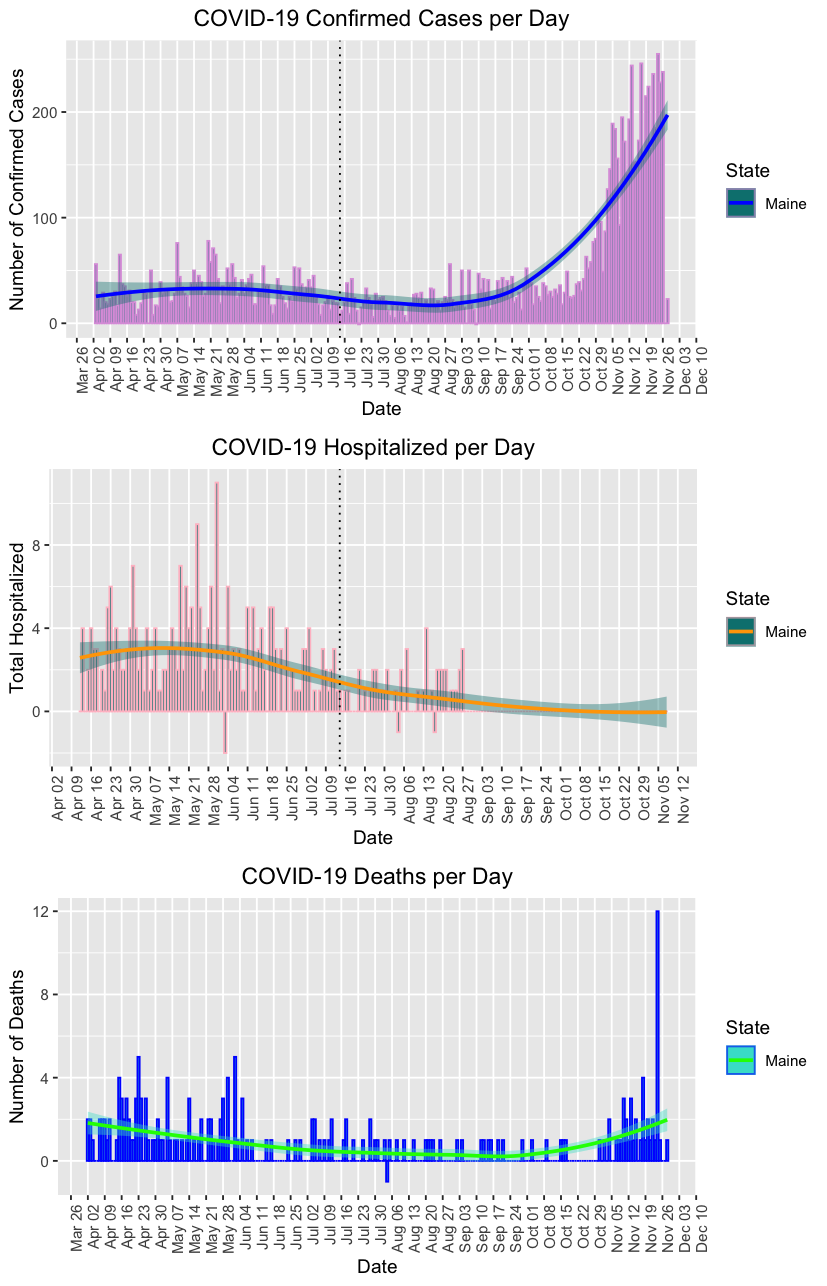 COVID-19 Confirmed Cases per Day
Number of Confirmed Cases
200
100
0
Mar 26
Apr 02
Apr 09
Apr 16
Apr 23
Apr 30
May 07
May 14
May 21
May 28
Jun 04
Jun 11
Jun 18
Jun 25
Jul 02
Jul 09
Jul 16
Jul 23
Jul 30
Aug 06
Aug 13
Aug 20
Aug 27
Sep 03
Sep 10
Sep 17
Sep 24
Oct 01
Oct 08
Oct 15
Oct 22
Oct 29
Nov 05
Nov 12
Nov 19
Nov 26
Dec 03
Dec 10
Date
State
Maine
COVID-19 Hospitalized per Day
Total Hospitalized
8
4
0
Apr 02
Apr 09
Apr 16
Apr 23
Apr 30
May 07
May 14
May 21
May 28
Jun 04
Jun 11
Jun 18
Jun 25
Jul 02
Jul 09
Jul 16
Jul 23
Jul 30
Aug 06
Aug 13
Aug 20
Aug 27
Sep 03
Sep 10
Sep 17
Sep 24
Oct 01
Oct 08
Oct 15
Oct 22
Oct 29
Nov 05
Nov 12
Date
State
Maine
COVID-19 Deaths per Day
Number of Deaths
12
8
4
0
Mar 26
Apr 02
Apr 09
Apr 16
Apr 23
Apr 30
May 07
May 14
May 21
May 28
Jun 04
Jun 11
Jun 18
Jun 25
Jul 02
Jul 09
Jul 16
Jul 23
Jul 30
Aug 06
Aug 13
Aug 20
Aug 27
Sep 03
Sep 10
Sep 17
Sep 24
Oct 01
Oct 08
Oct 15
Oct 22
Oct 29
Nov 05
Nov 12
Nov 19
Nov 26
Dec 03
Dec 10
Date
State
Maine